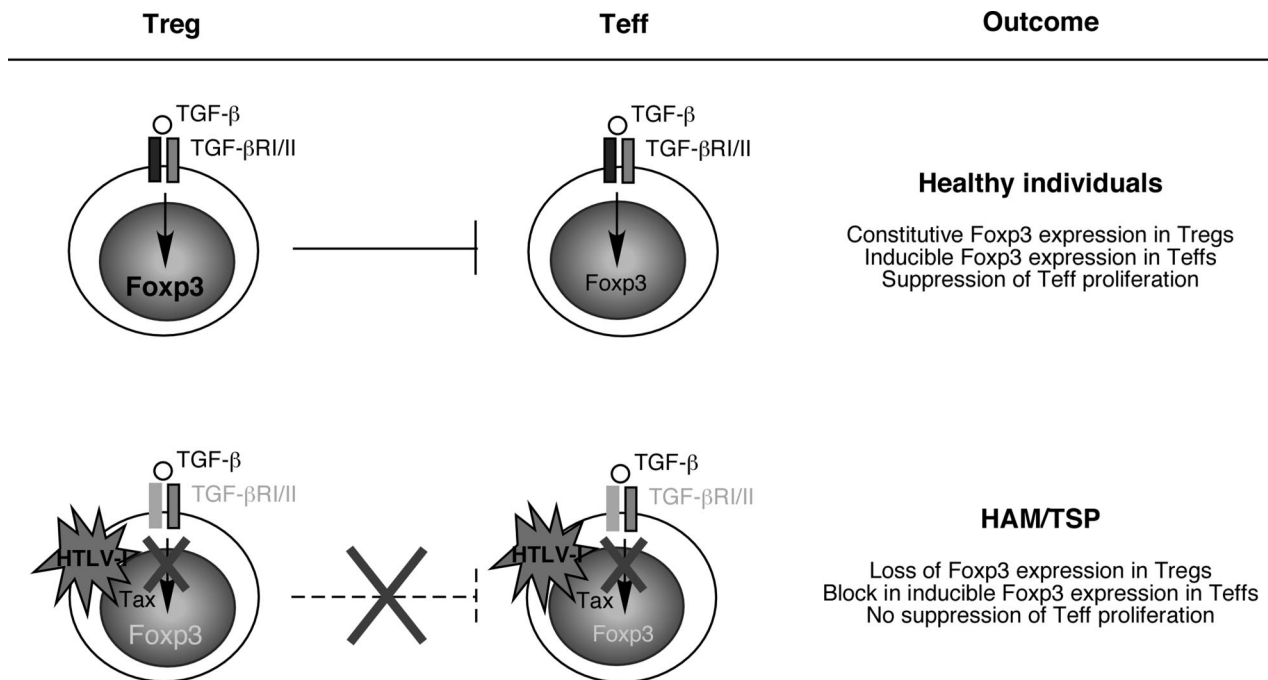 Treg Teff Outcome
TGF-β
TGF-βRI/II
Foxp3
TGF-β
TGF-βRI/II
Foxp3
Healthy individuals
Constitutive Foxp3 expression in Tregs
Inducible Foxp3 expression in Teffs
Suppression of Teff proliferation
TGF-β
TGF-βRI/II
HTLV-I
Tax
Foxp3
TGF-β
TGF-βRI/II
HTLV-I
Tax
Foxp3
HAM/TSP
Loss of Foxp3 expression in Tregs
Block in inducible Foxp3 expression in Teffs
No suppression of Teff proliferation